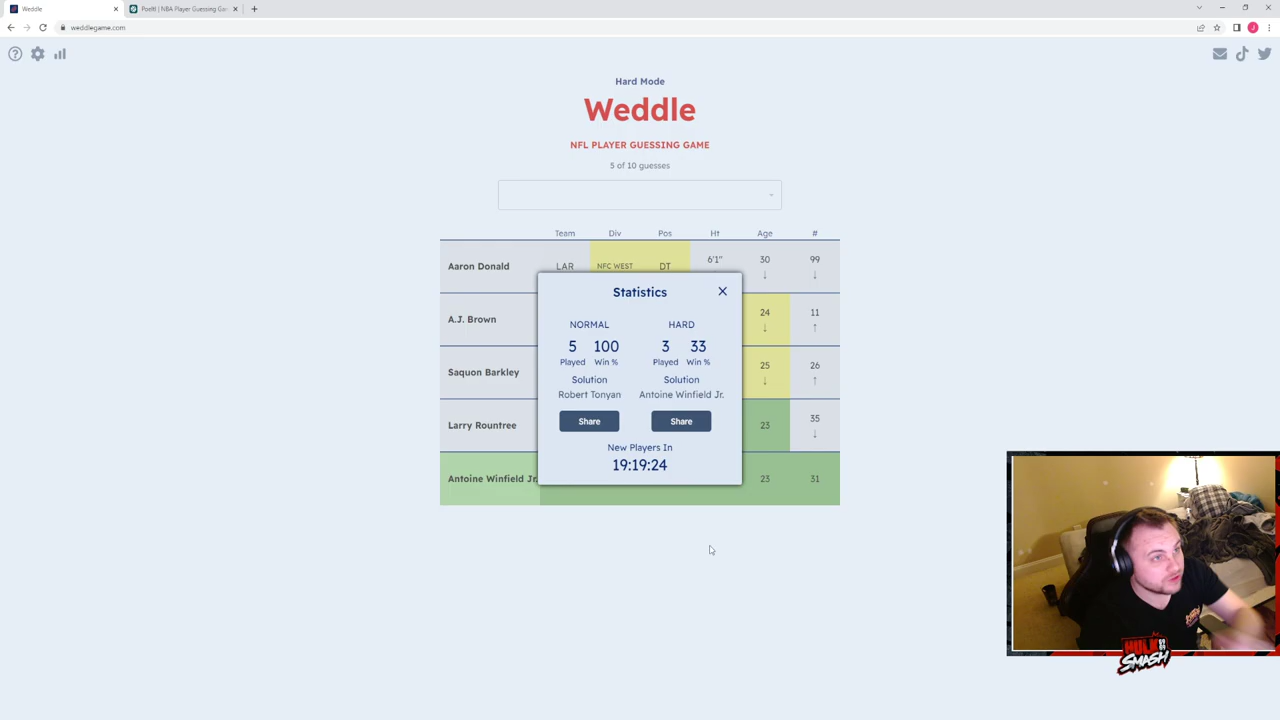 Weddle
Poeltl | NBA Player Guessing Ga
weddlegame.com
J
Hard Mode
Weddle
NFL PLAYER GUESSING GAME
5 of 10 guesses
Team Div Pos Ht Age #
Aaron Donald LAR NFC WEST DT 6'1" 30 ↓ 99 ↓
A.J. Brown 24 ↓ 11 ↑
Saquon Barkley 25 ↓ 26 ↑
Larry Rountree 23 35 ↓
Antoine Winfield Jr. 23 31
Statistics
NORMAL HARD
5 100 3 33
Played Win % Played Win %
Solution Solution
Robert Tonyan Antoine Winfield Jr.
Share Share
New Players In
19:19:24
HULK
SMASH